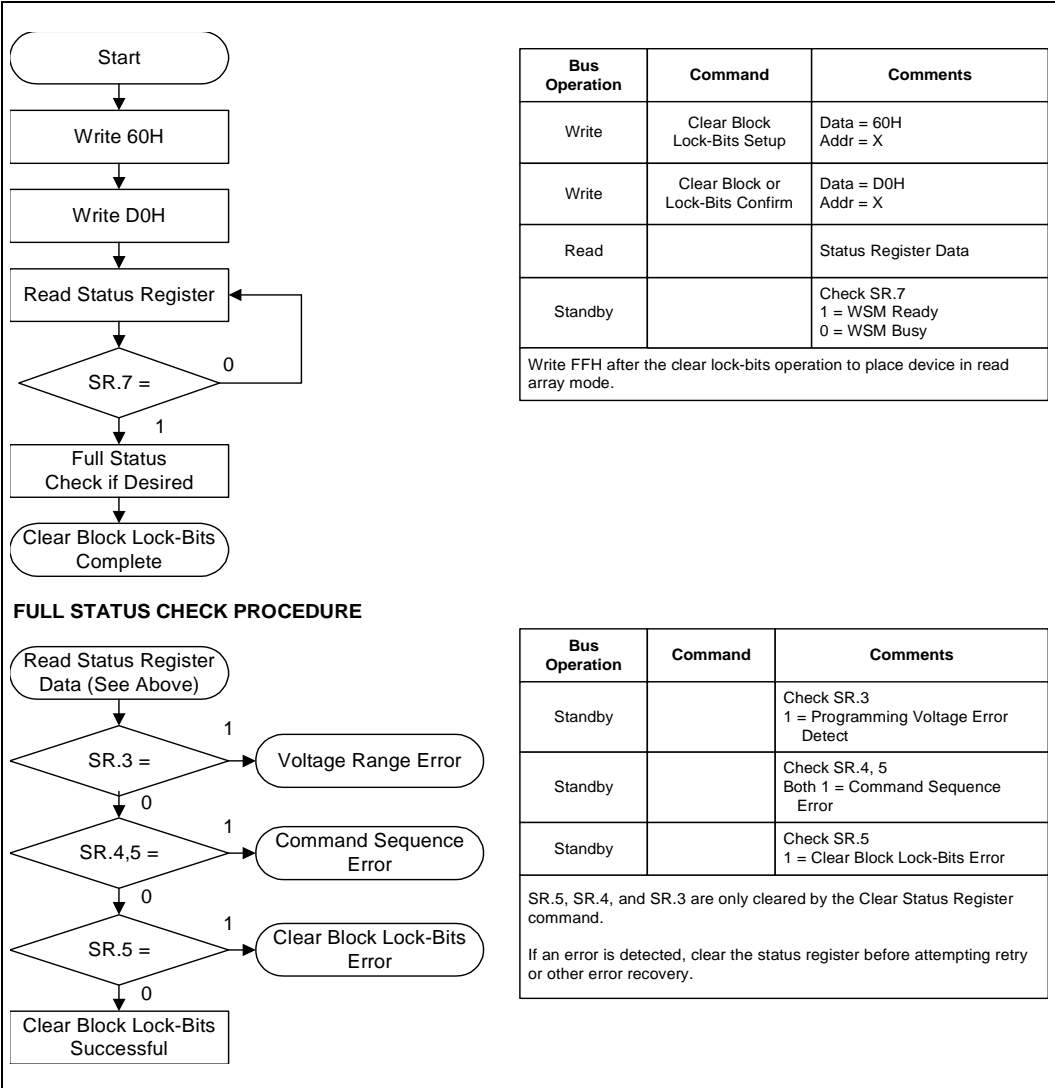 Start
Write 60H
Write D0H
Read Status Register
SR.7 =
0
1
Full Status
Check if Desired
Clear Block Lock-Bits
Complete
Bus
Operation
Command
Comments
Write
Clear Block
Lock-Bits Setup
Data = 60H
Addr = X
Write
Clear Block or
Lock-Bits Confirm
Data = D0H
Addr = X
Read
Status Register Data
Standby
Check SR.7
1 = WSM Ready
0 = WSM Busy
Write FFH after the clear lock-bits operation to place device in read
array mode.
FULL STATUS CHECK PROCEDURE
Read Status Register
Data (See Above)
SR.3 =
1
Voltage Range Error
0
SR.4,5 =
1
Command Sequence
Error
0
SR.5 =
1
Clear Block Lock-Bits
Error
0
Clear Block Lock-Bits
Successful
Bus
Operation
Command
Comments
Standby
Check SR.3
1 = Programming Voltage Error
Detect
Standby
Check SR.4, 5
Both 1 = Command Sequence
Error
Standby
Check SR.5
1 = Clear Block Lock-Bits Error
SR.5, SR.4, and SR.3 are only cleared by the Clear Status Register
command.
If an error is detected, clear the status register before attempting retry
or other error recovery.